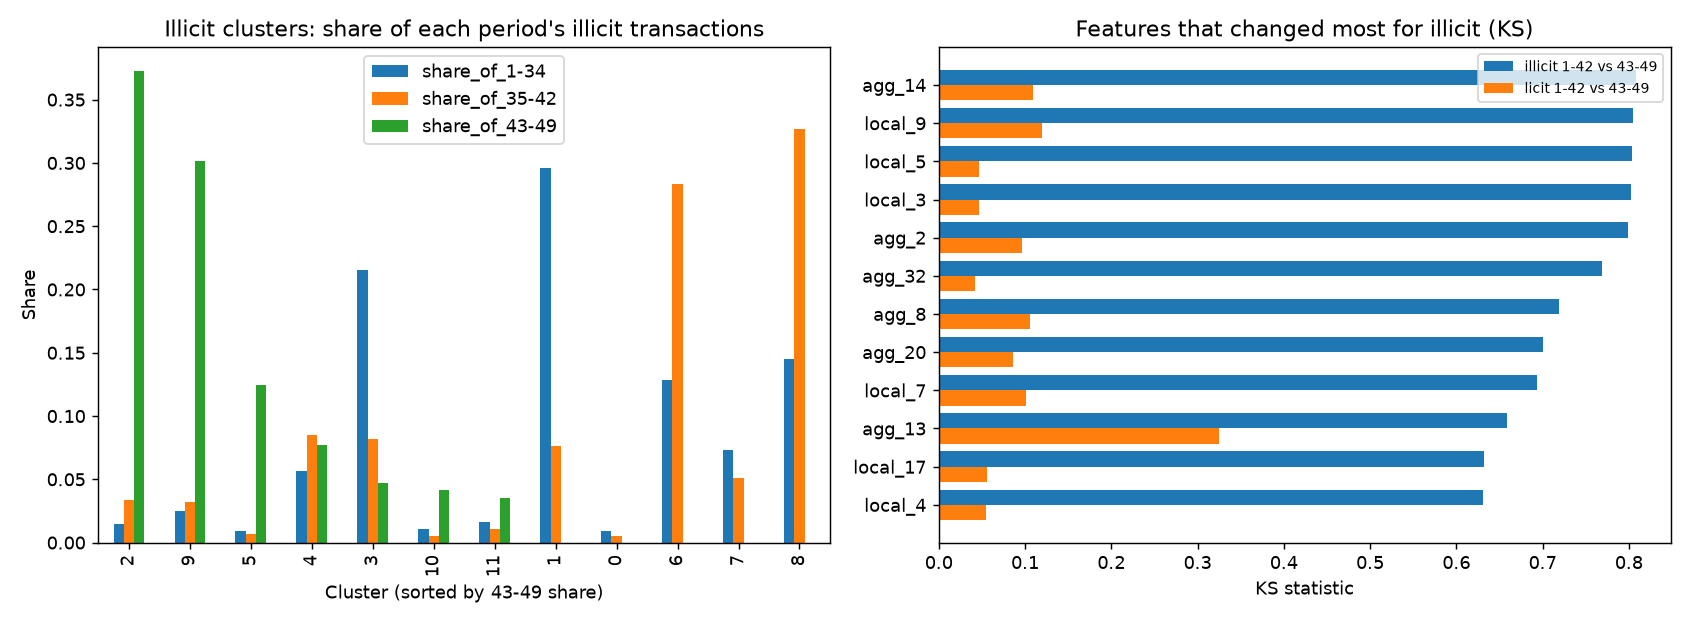 Illicit clusters: share of each period's illicit transactions
share_of_1-34
share_of_35-42
share_of_43-49
Share
0.35
0.30
0.25
0.20
0.15
0.10
0.05
0.00
2
9
5
4
3
10
11
1
0
6
7
8
Cluster (sorted by 43-49 share)
Features that changed most for illicit (KS)
illicit 1-42 vs 43-49
licit 1-42 vs 43-49
agg_14
local_9
local_5
local_3
agg_2
agg_32
agg_8
agg_20
local_7
agg_13
local_17
local_4
0.0 0.1 0.2 0.3 0.4 0.5 0.6 0.7 0.8
KS statistic